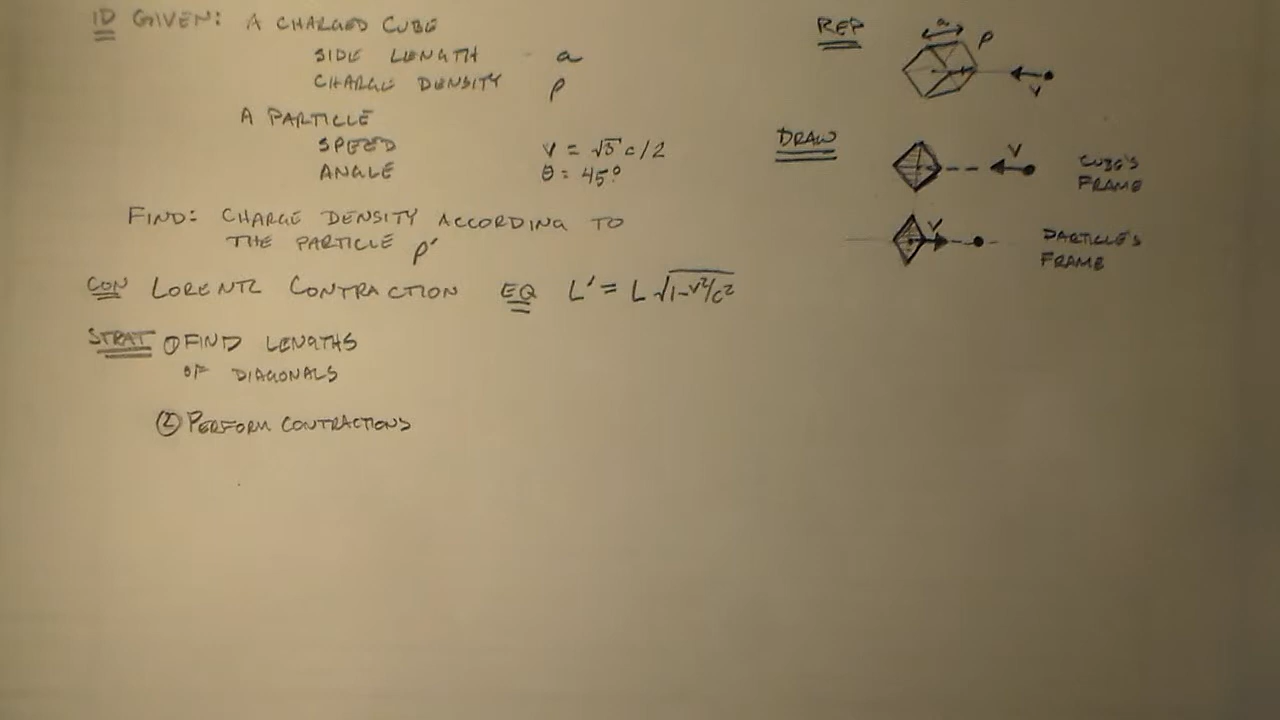 ID GIVEN: A CHARGED CUBE
SIDE LENGTH a
CHARGE DENSITY ρ
A PARTICLE
SPEED v = √3 c/2
ANGLE θ = 45°
FIND: CHARGE DENSITY ACCORDING TO
THE PARTICLE ρ'
CON LORENTZ CONTRACTION EQ L' = L √1-v²/c²
STRAT ① FIND LENGTHS
OF DIAGONALS
② PERFORM CONTRACTIONS
REP
a
ρ
v
DRAW
v
CUBE'S
FRAME
v
PARTICLE'S
FRAME